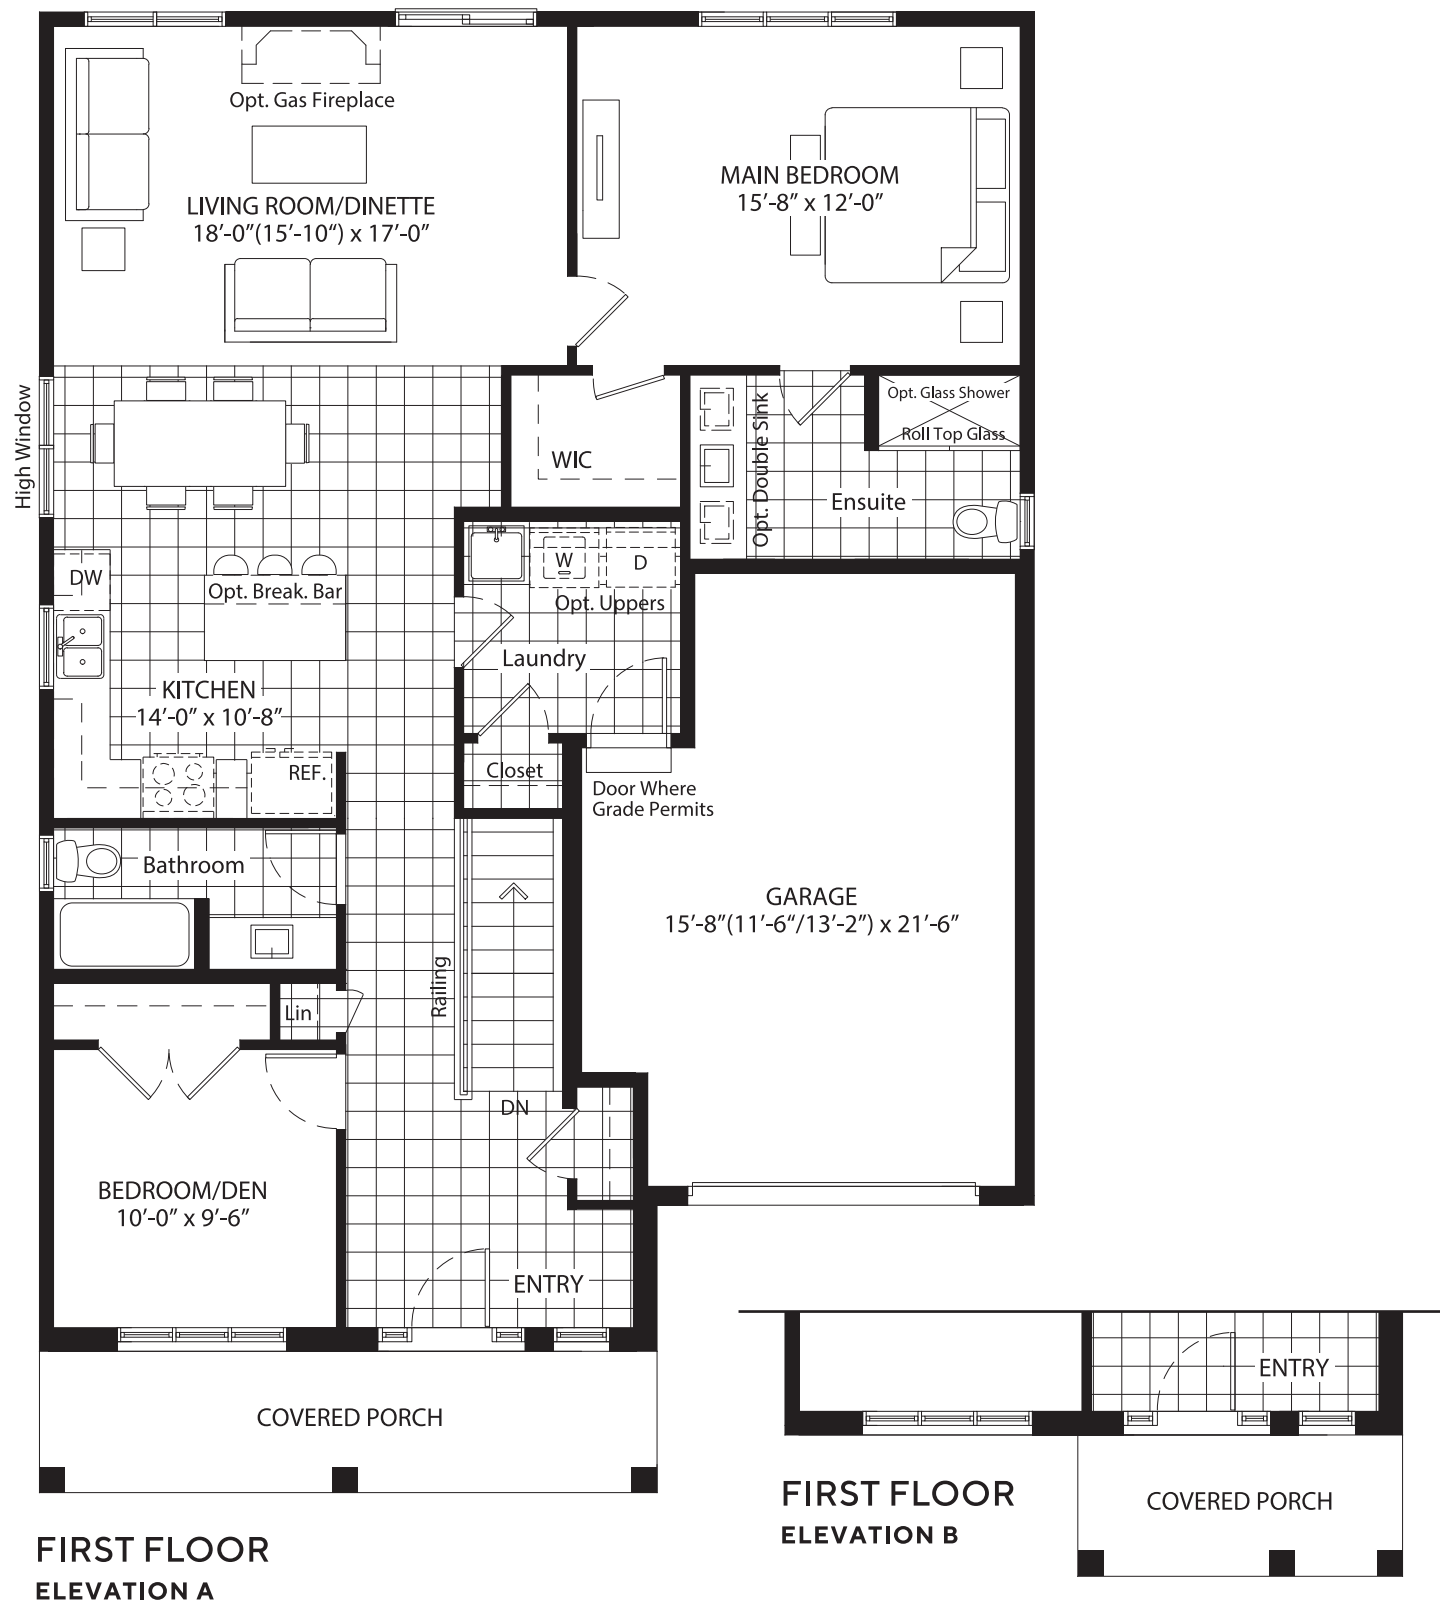 Opt. Gas Fireplace
LIVING ROOM/DINETTE
18’-0”(15’-10“) x 17’-0”
MAIN BEDROOM
15’-8” x 12’-0”
High Window
WIC
Opt. Double Sink
Opt. Glass Shower
Roll Top Glass
Ensuite
DW
Opt. Break. Bar
W
D
Opt. Uppers
Laundry
KITCHEN
14’-0” x 10’-8”
REF.
Closet
Door Where
Grade Permits
Bathroom
GARAGE
15’-8”(11’-6“/13’-2”) x 21’-6”
Railing
Lin
DN
BEDROOM/DEN
10’-0” x 9’-6”
ENTRY
COVERED PORCH
FIRST FLOOR
ELEVATION A
ENTRY
COVERED PORCH
FIRST FLOOR
ELEVATION B